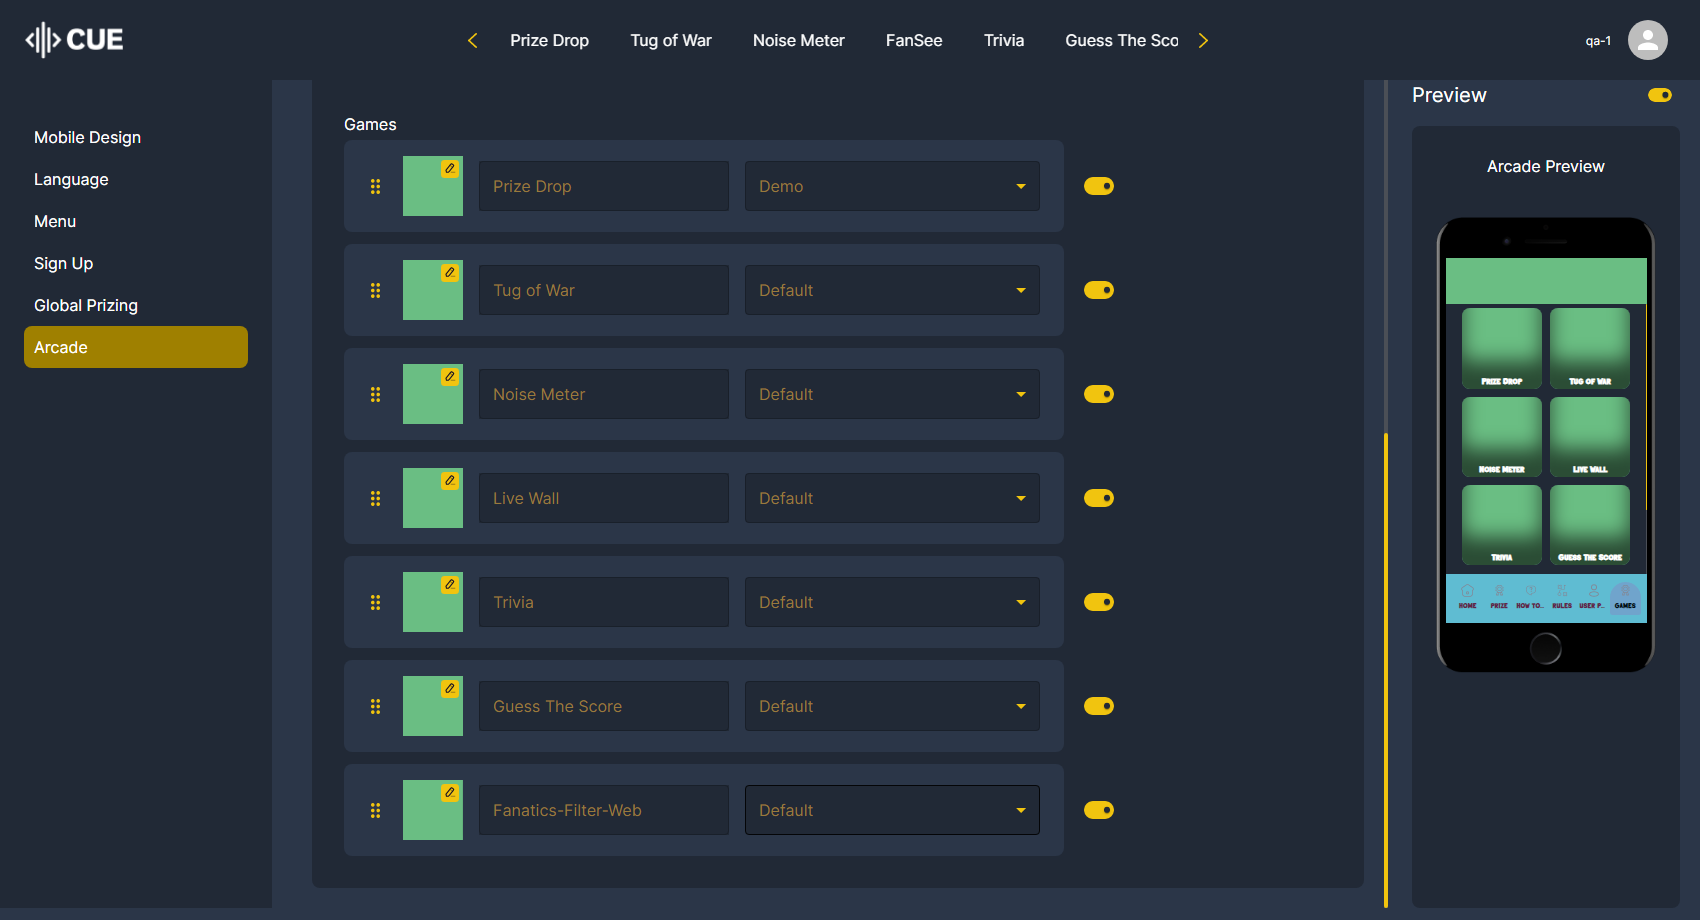 CUE
Prize Drop Tug of War Noise Meter FanSee Trivia Guess The Sco
qa-1
Mobile Design
Language
Menu
Sign Up
Global Prizing
Arcade
Games
Prize Drop Demo
Tug of War Default
Noise Meter Default
Live Wall Default
Trivia Default
Guess The Score Default
Fanatics-Filter-Web Default
Preview
Arcade Preview
Prize Drop Tug of War
Noise Meter Live Wall
Trivia Guess The Score
HOME PRIZE HOW TO... RULES USER P... GAMES